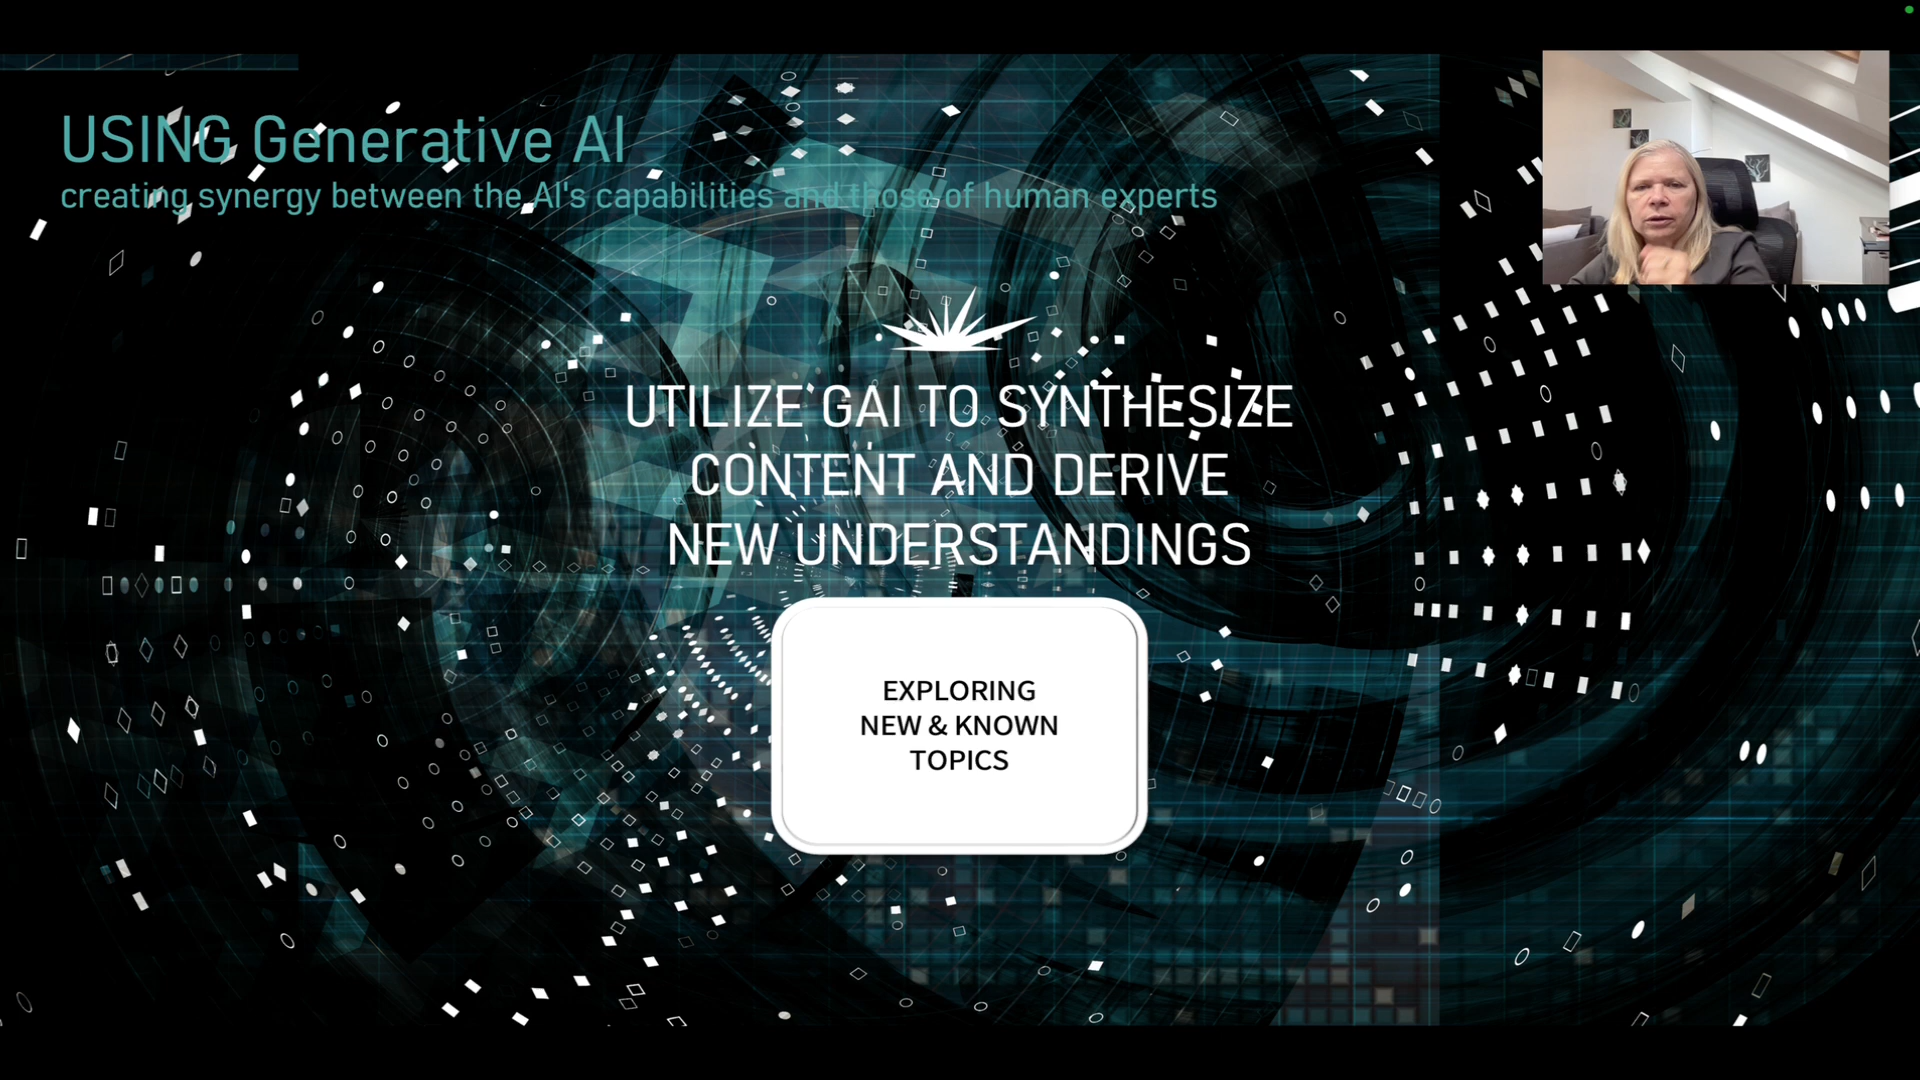 USING Generative AI
creating synergy between the AI's capabilities and those of human experts
UTILIZE GAI TO SYNTHESIZE
CONTENT AND DERIVE
NEW UNDERSTANDINGS
EXPLORING
NEW & KNOWN
TOPICS